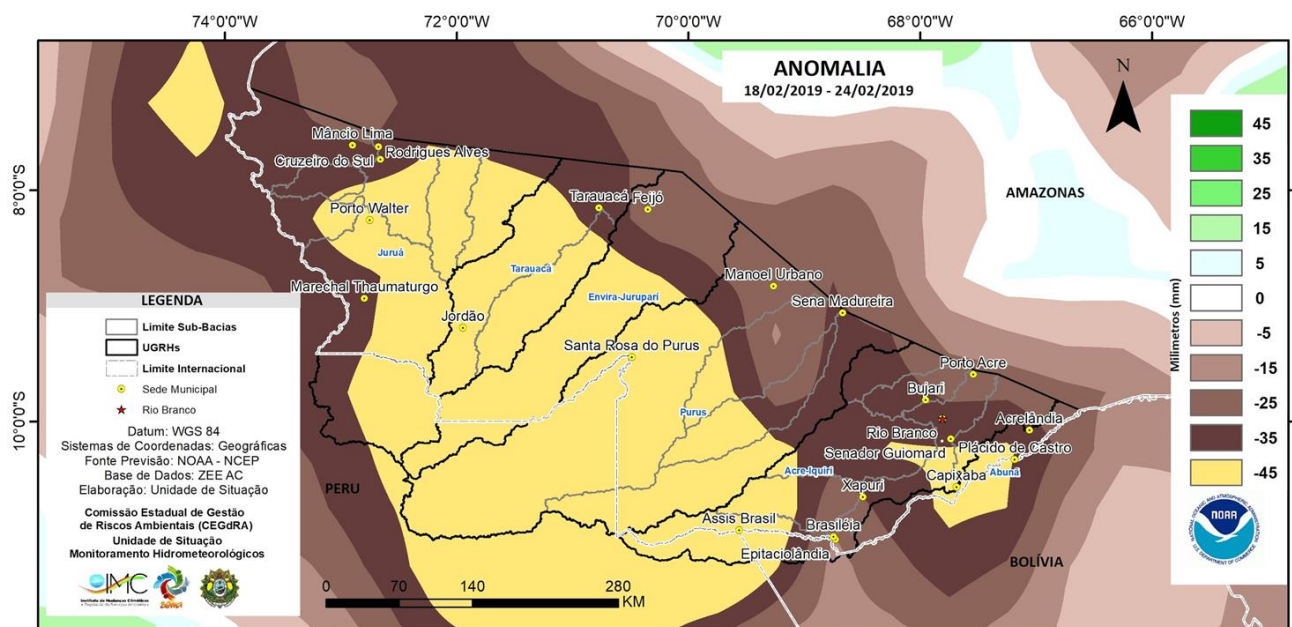 74°0'0"W
72°0'0"W
70°0'0"W
68°0'0"W
66°0'0"W
ANOMALIA
18/02/2019 - 24/02/2019
N
8°0'0"S
10°0'0"S
Mâncio Lima
Cruzeiro do Sul
Rodrigues Alves
Porto Walter
Juruá
Marechal Thaumaturgo
Jordão
Tarauacá
Feijó
Tarauacá
Envira-Jurupari
Manoel Urbano
Sena Madureira
Santa Rosa do Purus
Purus
Porto Acre
Bujari
Acrelândia
Rio Branco
Senador Guiomard
Plácido de Castro
Acre-Iquiri
Capixaba
Abunã
Xapuri
Assis Brasil
Brasiléia
Epitaciolândia
AMAZONAS
PERU
BOLÍVIA
LEGENDA
Limite Sub-Bacias
UGRHs
Limite Internacional
Sede Municipal
Rio Branco
Datum: WGS 84
Sistemas de Coordenadas: Geográficas
Fonte Previsão: NOAA - NCEP
Base de Dados: ZEE AC
Elaboração: Unidade de Situação
Comissão Estadual de Gestão
de Riscos Ambientais (CEGdRA)
Unidade de Situação
Monitoramento Hidrometeorológicos
IMC
0 70 140 280
KM
Milimetros (mm)
45
35
25
15
5
0
-5
-15
-25
-35
-45
NOAA